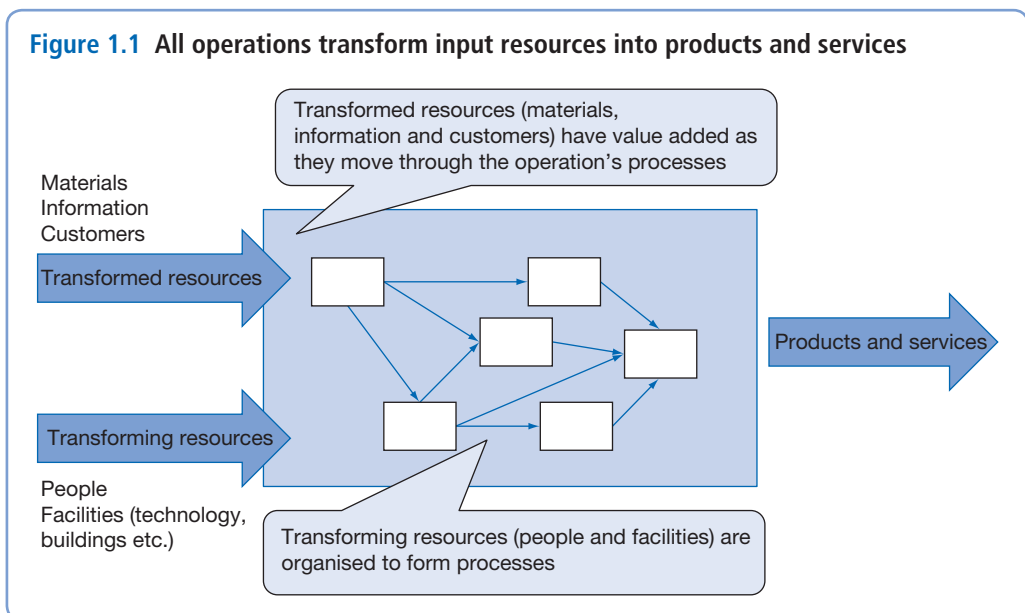 Figure 1.1 All operations transform input resources into products and services
Transformed resources (materials,
information and customers) have value added as
they move through the operation’s processes
Materials
Information
Customers
Transformed resources
Products and services
Transforming resources
People
Facilities (technology,
buildings etc.)
Transforming resources (people and facilities) are
organised to form processes